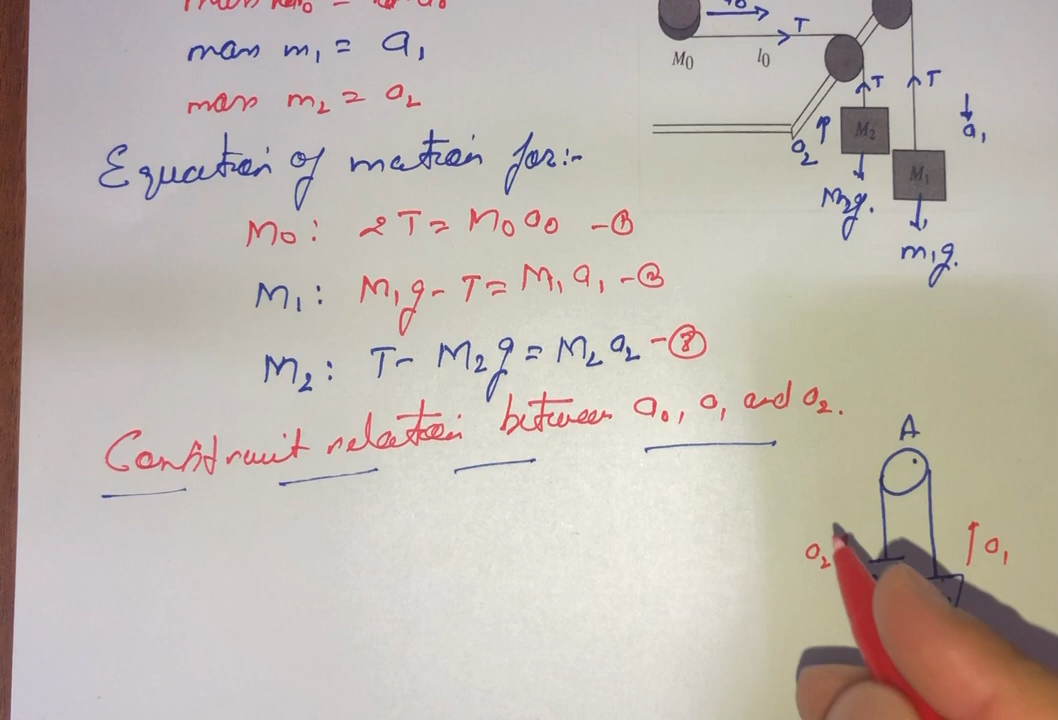 mass m₁ = a₁
mass m₂ = a₂
Equation of motion for:-
M₀ : 2T = M₀a₀ -①
M₁ : M₁g - T = M₁a₁ -②
M₂ : T - M₂g = M₂a₂ -③
Constraint relation between a₀, a₁ and a₂.
M₀
l₀
T
T
T
a₁
a₂
M₂
M₁
M₂g.
m₁g.
A
a₂
a₁